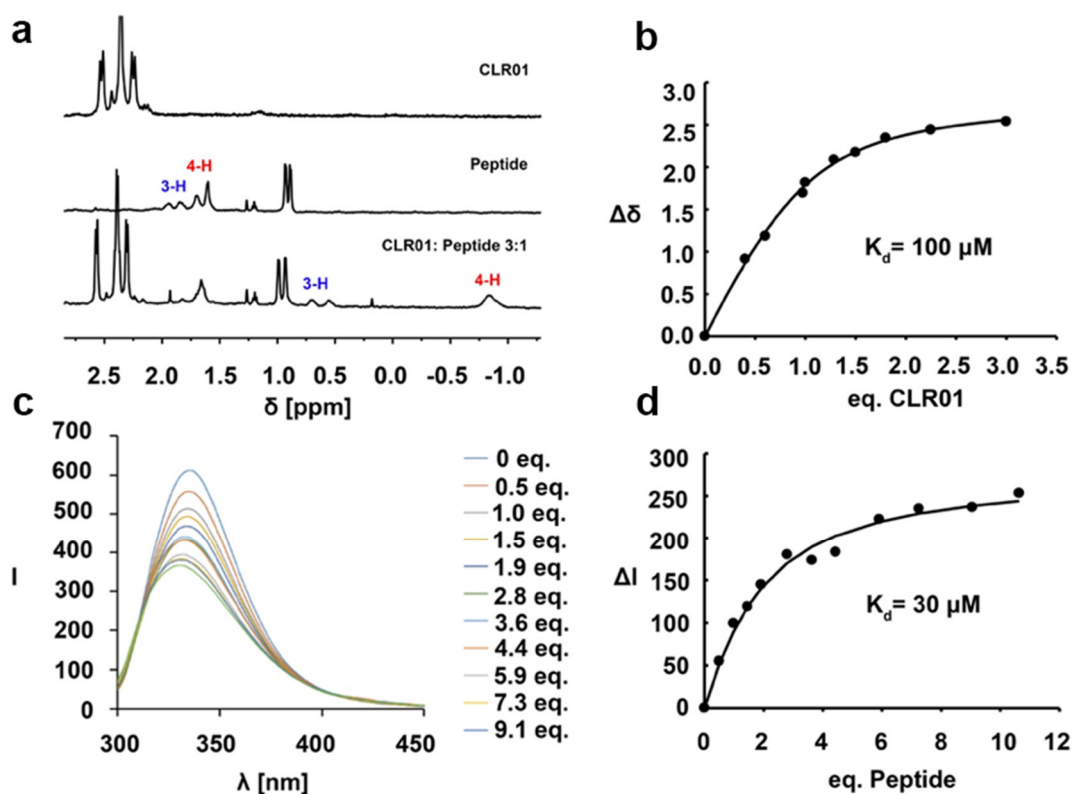 a
CLR01
Peptide
4-H
3-H
CLR01: Peptide 3:1
3-H
4-H
2.5 2.0 1.5 1.0 0.5 0.0 -0.5 -1.0
δ [ppm]
b
3.0
2.5
2.0
Δδ
1.5
1.0
0.5
0.0
K_d= 100 µM
0.0 0.5 1.0 1.5 2.0 2.5 3.0 3.5
eq. CLR01
c
700
600
500
400
I
300
200
100
0
300 350 400 450
λ [nm]
0 eq.
0.5 eq.
1.0 eq.
1.5 eq.
1.9 eq.
2.8 eq.
3.6 eq.
4.4 eq.
5.9 eq.
7.3 eq.
9.1 eq.
d
300
250
200
ΔI
150
100
50
0
K_d= 30 µM
0 2 4 6 8 10 12
eq. Peptide